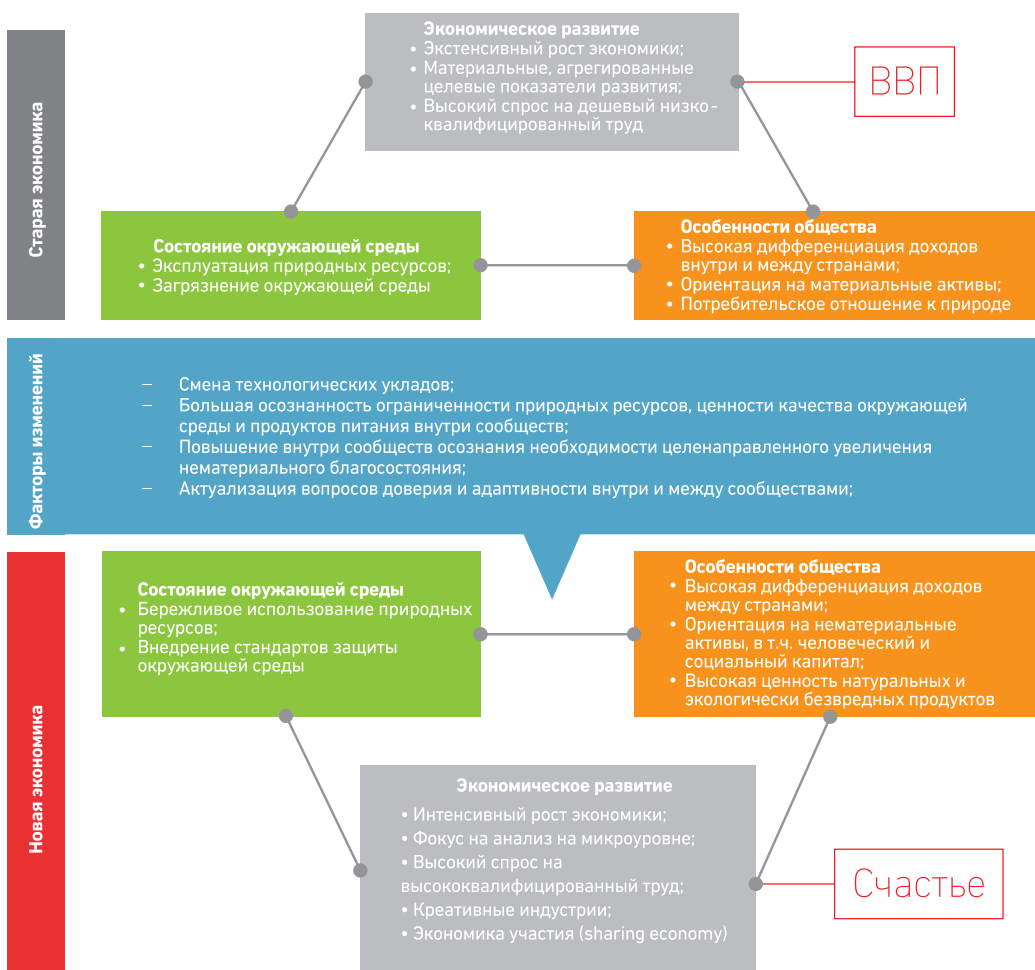 Старая экономика
Экономическое развитие
• Экстенсивный рост экономики;
• Материальные, агрегированные
целевые показатели развития;
• Высокий спрос на дешевый низко-
квалифицированный труд
ВВП
Состояние окружающей среды
• Эксплуатация природных ресурсов;
• Загрязнение окружающей среды
Особенности общества
• Высокая дифференциация доходов
внутри и между странами;
• Ориентация на материальные активы;
• Потребительское отношение к природе
Факторы изменений
– Смена технологических укладов;
– Большая осознанность ограниченности природных ресурсов, ценности качества окружающей
среды и продуктов питания внутри сообществ;
– Повышение внутри сообществ осознания необходимости целенаправленного увеличения
нематериального благосостояния;
– Актуализация вопросов доверия и адаптивности внутри и между сообществами;
Новая экономика
Состояние окружающей среды
• Бережливое использование природных
ресурсов;
• Внедрение стандартов защиты
окружающей среды
Особенности общества
• Высокая дифференциация доходов
между странами;
• Ориентация на нематериальные
активы, в т.ч. человеческий и
социальный капитал;
• Высокая ценность натуральных и
экологически безвредных продуктов
Экономическое развитие
• Интенсивный рост экономики;
• Фокус на анализ на микроуровне;
• Высокий спрос на
высококвалифицированный труд;
• Креативные индустрии;
• Экономика участия (sharing economy)
Счастье